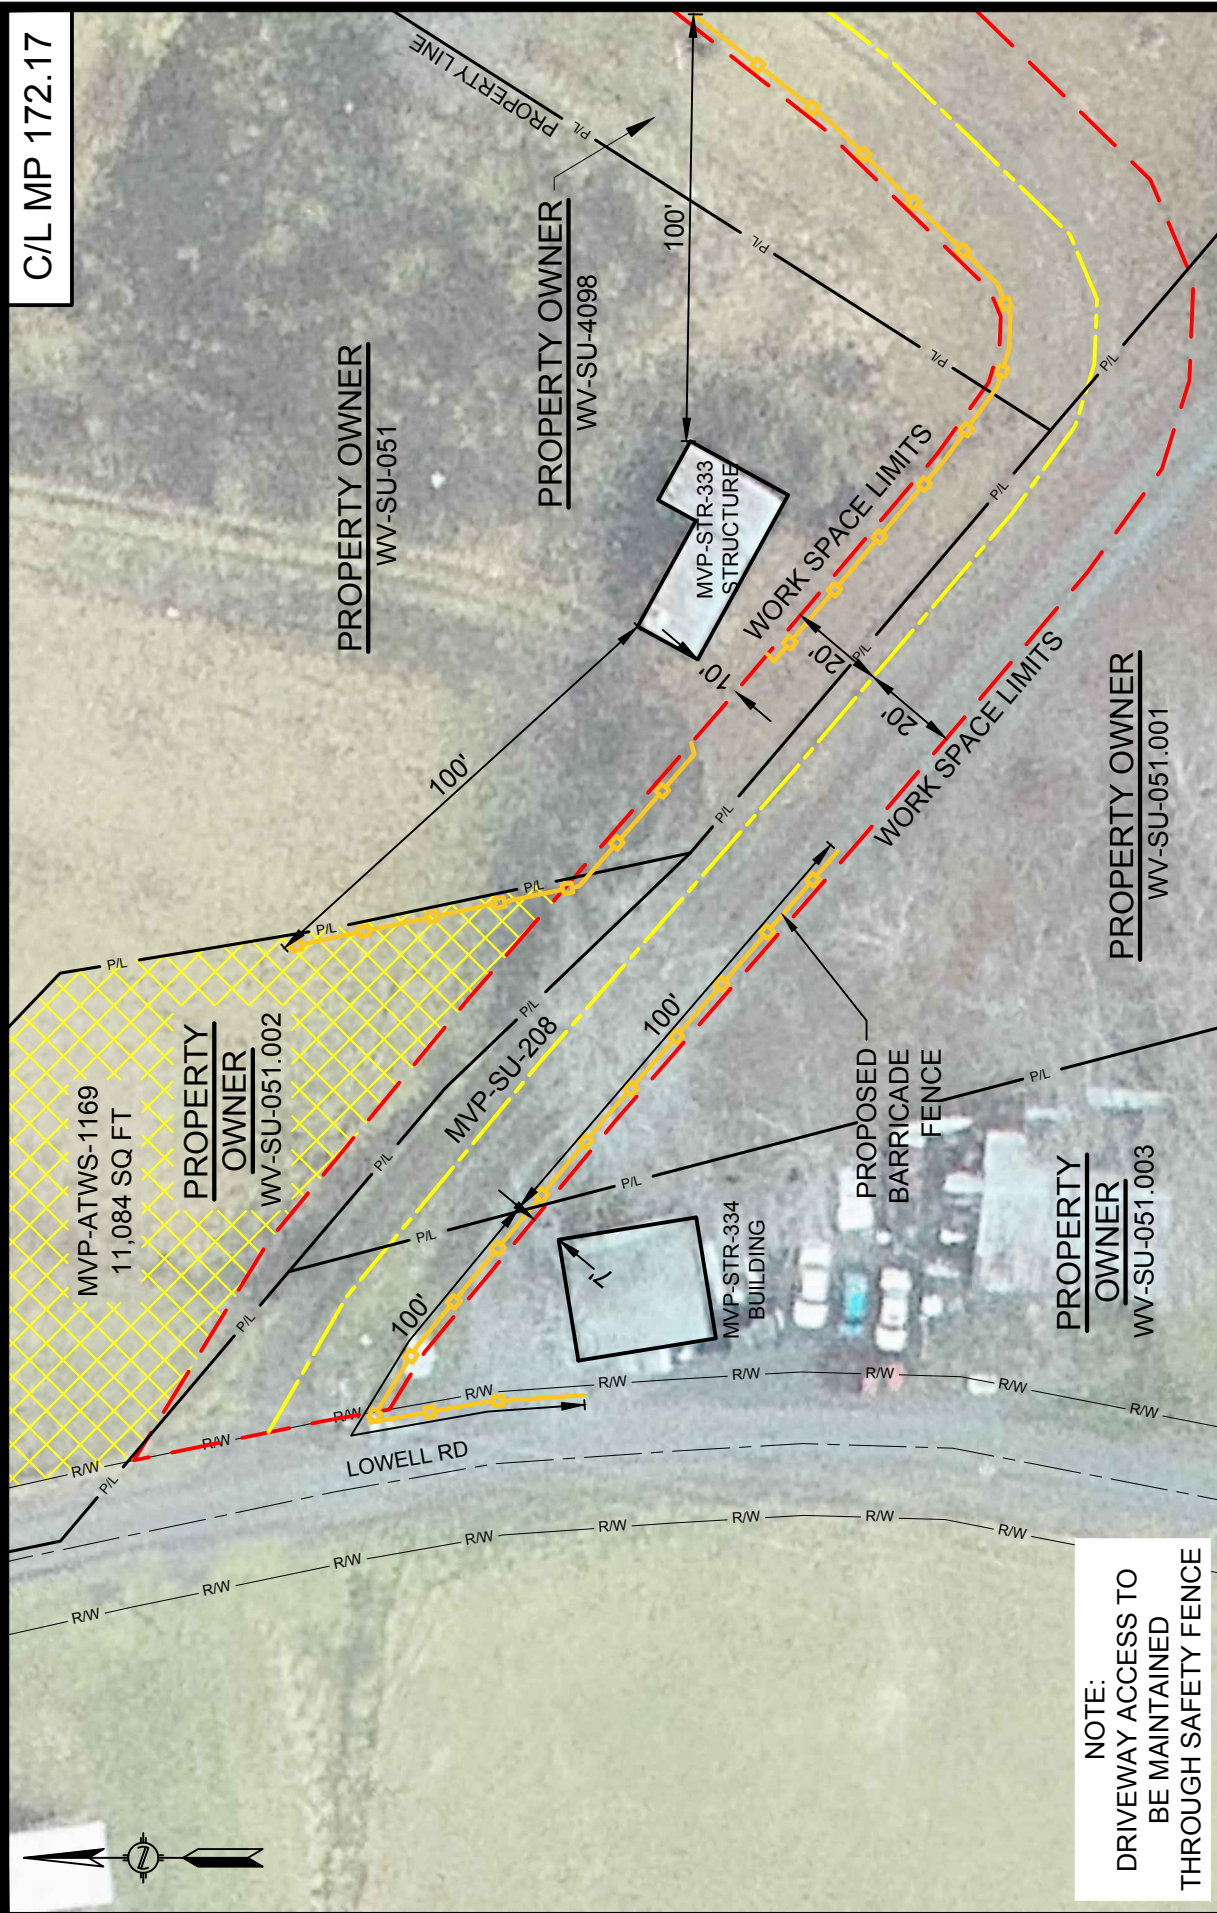 C/L MP 172.17
PROPERTY LINE
P/L
PROPERTY OWNER
WV-SU-4098
100'
P/L
P/L
P/L
PROPERTY OWNER
WV-SU-051
MVP-STR-333
STRUCTURE
WORK SPACE LIMITS
P/L
100'
10'
20'
P/L
20'
WORK SPACE LIMITS
PROPERTY OWNER
WV-SU-051.001
P/L
P/L
P/L
P/L
P/L
MVP-SU-208
100'
PROPOSED
BARRICADE
FENCE
P/L
MVP-ATWS-1169
11,084 SQ FT
PROPERTY
OWNER
WV-SU-051.002
P/L
P/L
P/L
P/L
P/L
MVP-STR-334
BUILDING
7'
100'
PROPERTY
OWNER
WV-SU-051.003
R/W
R/W
R/W
R/W
R/W
R/W
R/W
R/W
R/W
LOWELL RD
R/W
R/W
R/W
R/W
R/W
R/W
R/W
R/W
N
NOTE:
DRIVEWAY ACCESS TO
BE MAINTAINED
THROUGH SAFETY FENCE